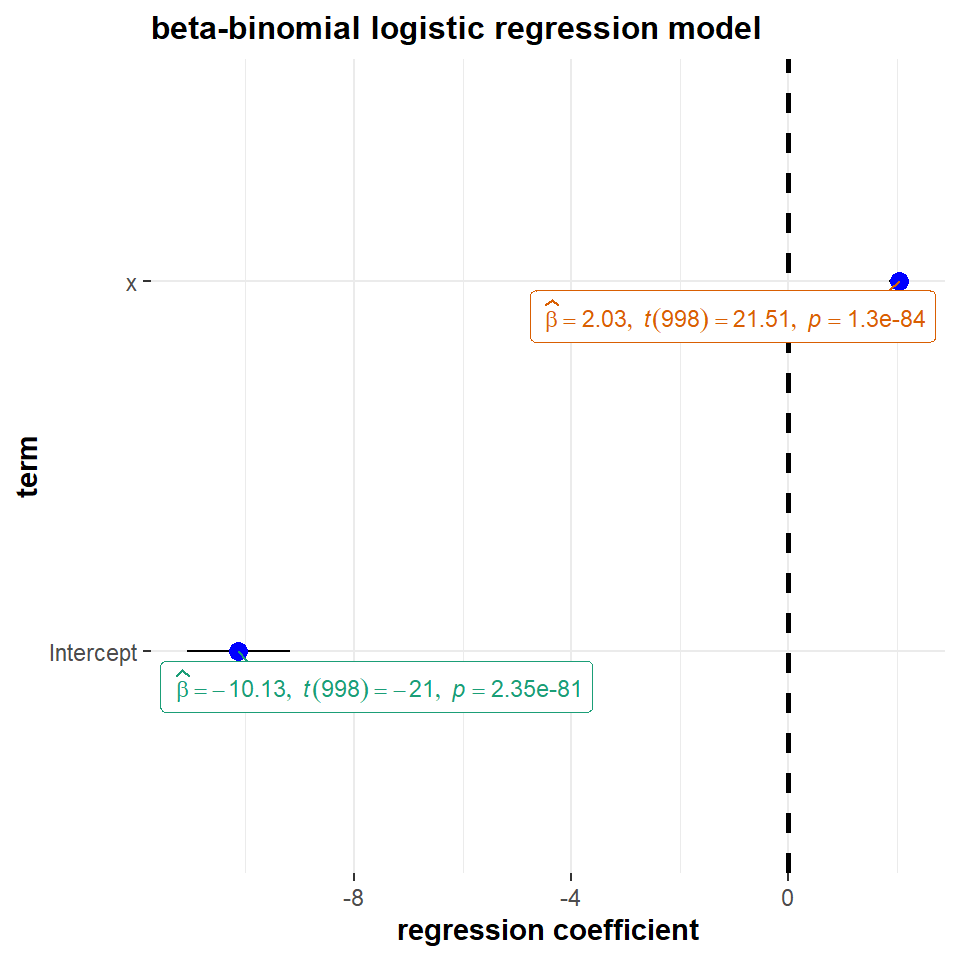 beta-binomial logistic regression model
term
x
β̂ = 2.03, t(998) = 21.51, p = 1.3e-84
Intercept
β̂ = −10.13, t(998) = −21, p = 2.35e-81
-8 -4 0
regression coefficient